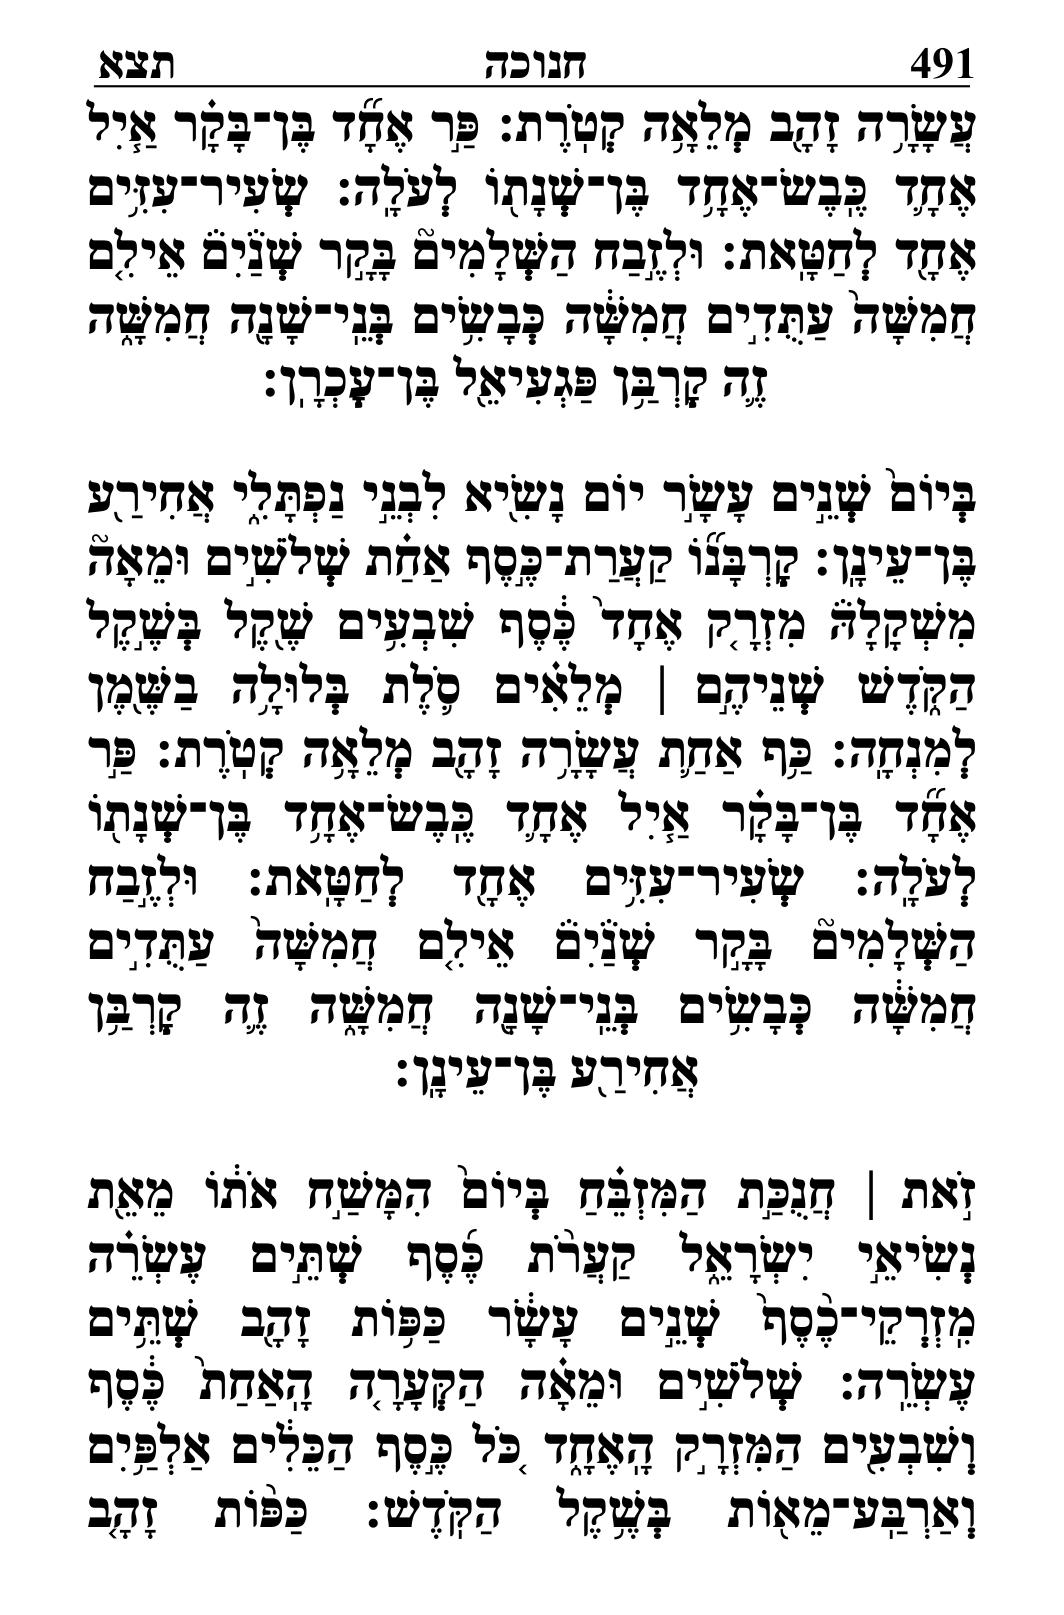 491 חנוכה תצא
עֲשָׂרָ֥ה זָהָ֖ב מְלֵאָ֥ה קְטֹֽרֶת׃ פַּ֣ר אֶחָ֞ד בֶּן־בָּקָ֗ר אַ֧יִל
אֶחָ֛ד כֶּֽבֶשׂ־אֶחָ֥ד בֶּן־שְׁנָת֖וֹ לְעֹלָֽה׃ שְׂעִיר־עִזִּ֥ים
אֶחָ֖ד לְחַטָּֽאת׃ וּלְזֶ֣בַח הַשְּׁלָמִים֮ בָּקָ֣ר שְׁנַ֒יִם֒ אֵילִ֤ם
חֲמִשָּׁה֙ עַתֻּדִ֣ים חֲמִשָּׁ֔ה כְּבָשִׂ֥ים בְּנֵֽי־שָׁנָ֖ה חֲמִשָּׁ֑ה
זֶ֛ה קׇרְבַּ֥ן פַּגְעִיאֵ֖ל בֶּן־עׇכְרָֽן׃
בְּיוֹם֙ שְׁנֵ֣ים עָשָׂ֣ר י֔וֹם נָשִׂ֖יא לִבְנֵ֣י נַפְתָּלִ֑י אֲחִירַ֖ע
בֶּן־עֵינָֽן׃ קׇרְבָּנ֞וֹ קַעֲרַת־כֶּ֣סֶף אַחַ֗ת שְׁלֹשִׁ֣ים וּמֵאָה֮
מִשְׁקָלָהּ֒ מִזְרָ֤ק אֶחָד֙ כֶּ֔סֶף שִׁבְעִ֥ים שֶׁ֖קֶל בְּשֶׁ֣קֶל
הַקֹּ֑דֶשׁ שְׁנֵיהֶ֣ם | מְלֵאִ֗ים סֹ֛לֶת בְּלוּלָ֥ה בַשֶּׁ֖מֶן
לְמִנְחָֽה׃ כַּ֥ף אַחַ֛ת עֲשָׂרָ֥ה זָהָ֖ב מְלֵאָ֥ה קְטֹֽרֶת׃ פַּ֣ר
אֶחָ֞ד בֶּן־בָּקָ֗ר אַ֧יִל אֶחָ֛ד כֶּֽבֶשׂ־אֶחָ֥ד בֶּן־שְׁנָת֖וֹ
לְעֹלָֽה׃ שְׂעִיר־עִזִּ֥ים אֶחָ֖ד לְחַטָּֽאת׃ וּלְזֶ֣בַח
הַשְּׁלָמִים֮ בָּקָ֣ר שְׁנַ֒יִם֒ אֵילִ֤ם חֲמִשָּׁה֙ עַתֻּדִ֣ים
חֲמִשָּׁ֔ה כְּבָשִׂ֥ים בְּנֵֽי־שָׁנָ֖ה חֲמִשָּׁ֑ה זֶ֛ה קׇרְבַּ֥ן
אֲחִירַ֖ע בֶּן־עֵינָֽן׃
זֹ֣את | חֲנֻכַּ֣ת הַמִּזְבֵּ֗חַ בְּיוֹם֙ הִמָּשַׁ֣ח אֹת֔וֹ מֵאֵ֖ת
נְשִׂיאֵ֣י יִשְׂרָאֵ֑ל קַעֲרֹ֨ת כֶּ֜סֶף שְׁתֵּ֣ים עֶשְׂרֵ֗ה
מִֽזְרְקֵי־כֶ֙סֶף֙ שְׁנֵ֣ים עָשָׂ֔ר כַּפּ֥וֹת זָהָ֖ב שְׁתֵּ֥ים
עֶשְׂרֵֽה׃ שְׁלֹשִׁ֣ים וּמֵאָ֗ה הַקְּעָרָ֤ה הָֽאַחַת֙ כֶּ֔סֶף
וְשִׁבְעִ֖ים הַמִּזְרָ֣ק הָֽאֶחָ֑ד כֹּ֚ל כֶּ֣סֶף הַכֵּלִ֔ים אַלְפַּ֥יִם
וְאַרְבַּֽע־מֵא֖וֹת בְּשֶׁ֥קֶל הַקֹּֽדֶשׁ׃ כַּפּ֨וֹת זָהָ֤ב